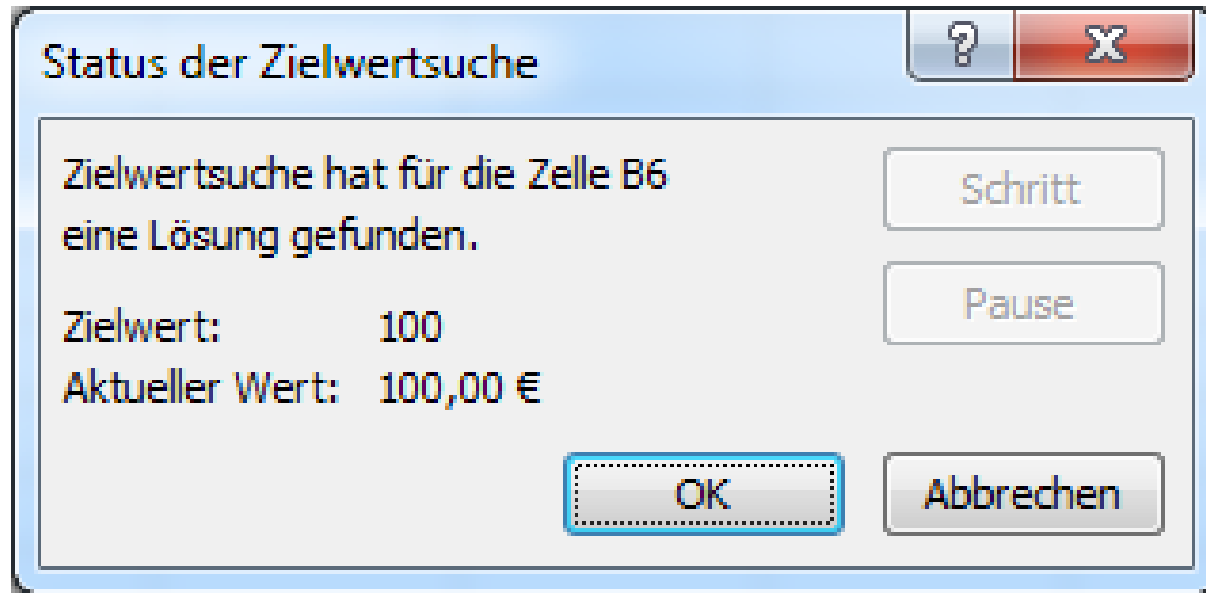 Status der Zielwertsuche
?
Zielwertsuche hat für die Zelle B6
eine Lösung gefunden.
Schritt
Pause
Zielwert: 100
Aktueller Wert: 100,00 €
OK
Abbrechen